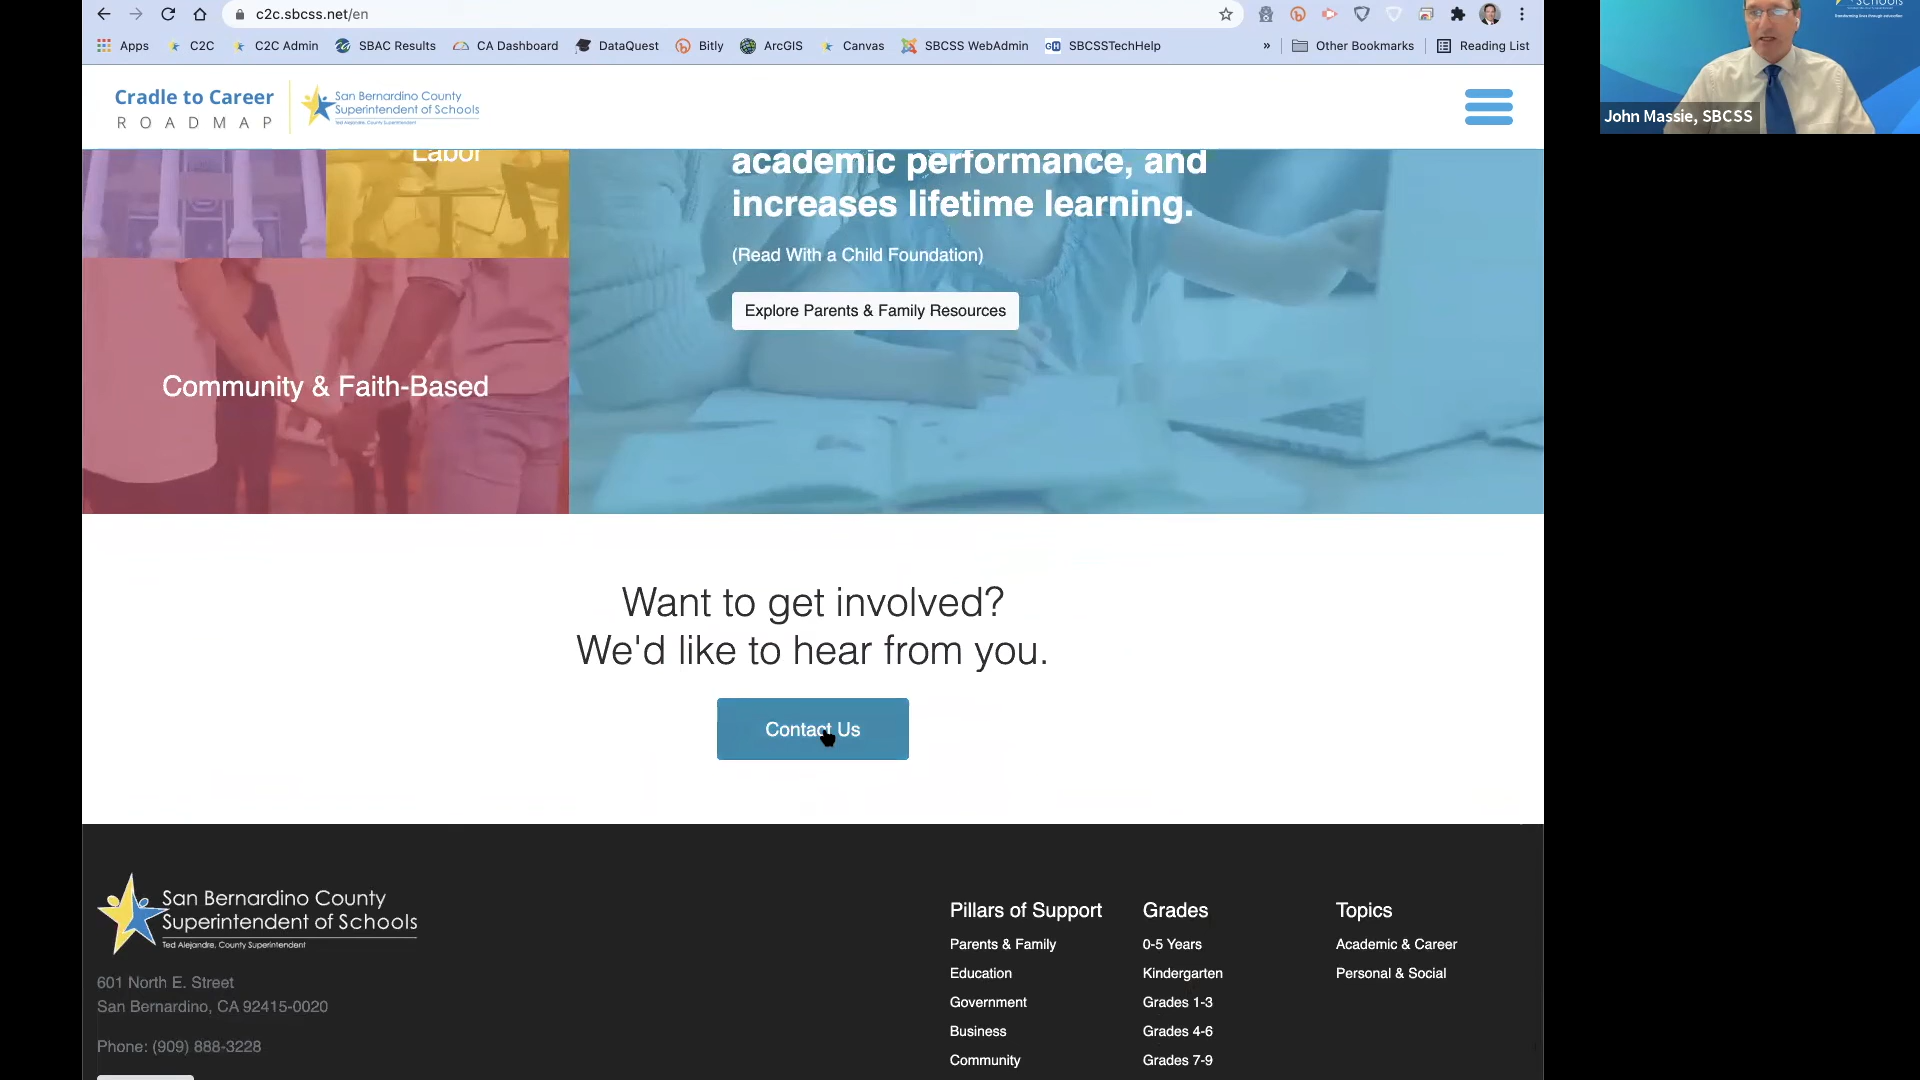 c2c.sbcss.net/en
Apps C2C C2C Admin SBAC Results CA Dashboard DataQuest Bitly ArcGIS Canvas SBCSS WebAdmin SBCSSTechHelp » Other Bookmarks Reading List
Cradle to Career
ROADMAP
San Bernardino County
Superintendent of Schools
Ted Alejandre, County Superintendent
Schools
Transforming lives through education
John Massie, SBCSS
Labor
academic performance, and
increases lifetime learning.
(Read With a Child Foundation)
Explore Parents & Family Resources
Community & Faith-Based
Want to get involved?
We'd like to hear from you.
Contact Us
San Bernardino County
Superintendent of Schools
Ted Alejandre, County Superintendent
601 North E. Street
San Bernardino, CA 92415-0020
Phone: (909) 888-3228
Pillars of Support
Parents & Family
Education
Government
Business
Community
Grades
0-5 Years
Kindergarten
Grades 1-3
Grades 4-6
Grades 7-9
Topics
Academic & Career
Personal & Social